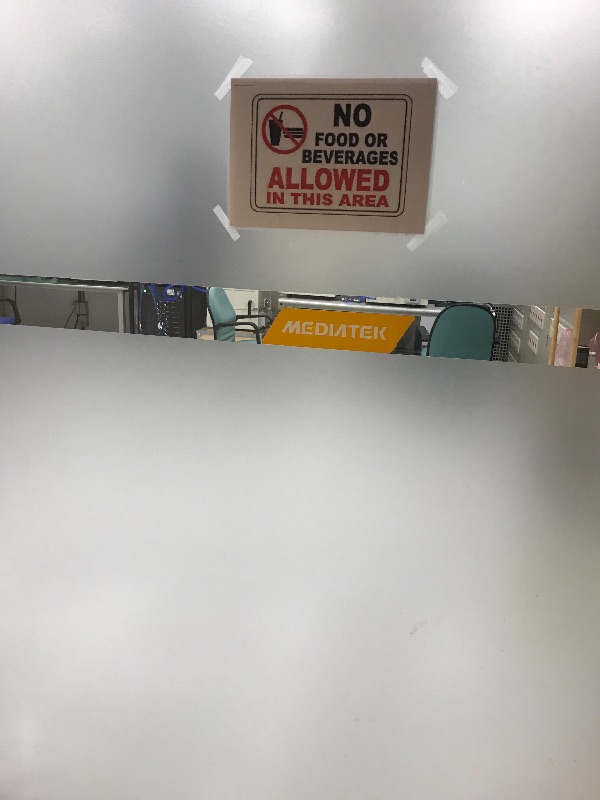 NO
FOOD OR
BEVERAGES
ALLOWED
IN THIS AREA
MEDIATEK